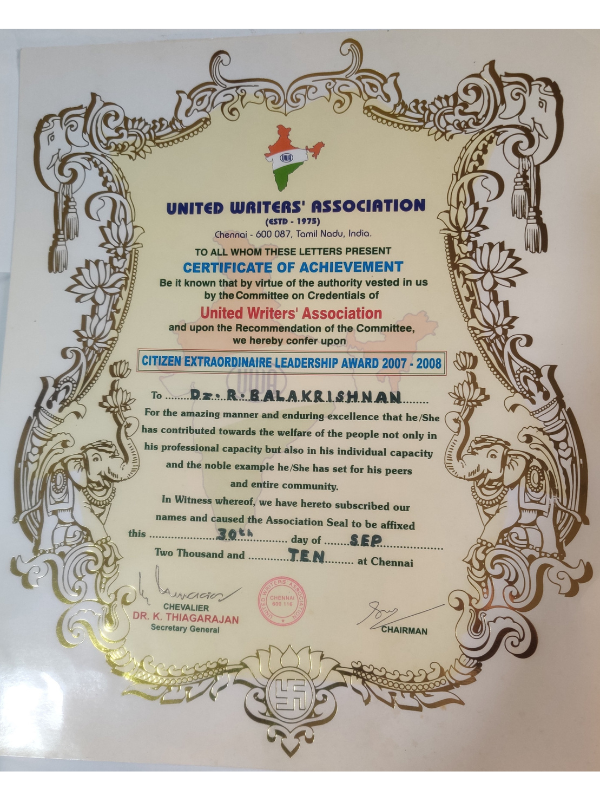 UNITED WRITERS' ASSOCIATION
(ESTD - 1975)
Chennai - 600 087, Tamil Nadu, India.
TO ALL WHOM THESE LETTERS PRESENT
CERTIFICATE OF ACHIEVEMENT
Be it known that by virtue of the authority vested in us
by the Committee on Credentials of
United Writers' Association
and upon the Recommendation of the Committee,
we hereby confer upon
CITIZEN EXTRAORDINAIRE LEADERSHIP AWARD 2007 - 2008
To ....... Dr. R. BALAKRISHNAN .......
For the amazing manner and enduring excellence that he/She
has contributed towards the welfare of the people not only in
his professional capacity but also in his individual capacity
and the noble example he/She has set for his peers
and entire community.
In Witness whereof, we have hereto subscribed our
names and caused the Association Seal to be affixed
this ....... 30th ....... day of ....... SEP .......
Two Thousand and ....... TEN ....... at Chennai
CHEVALIER
DR. K. THIAGARAJAN
Secretary General
CHENNAI
CHAIRMAN